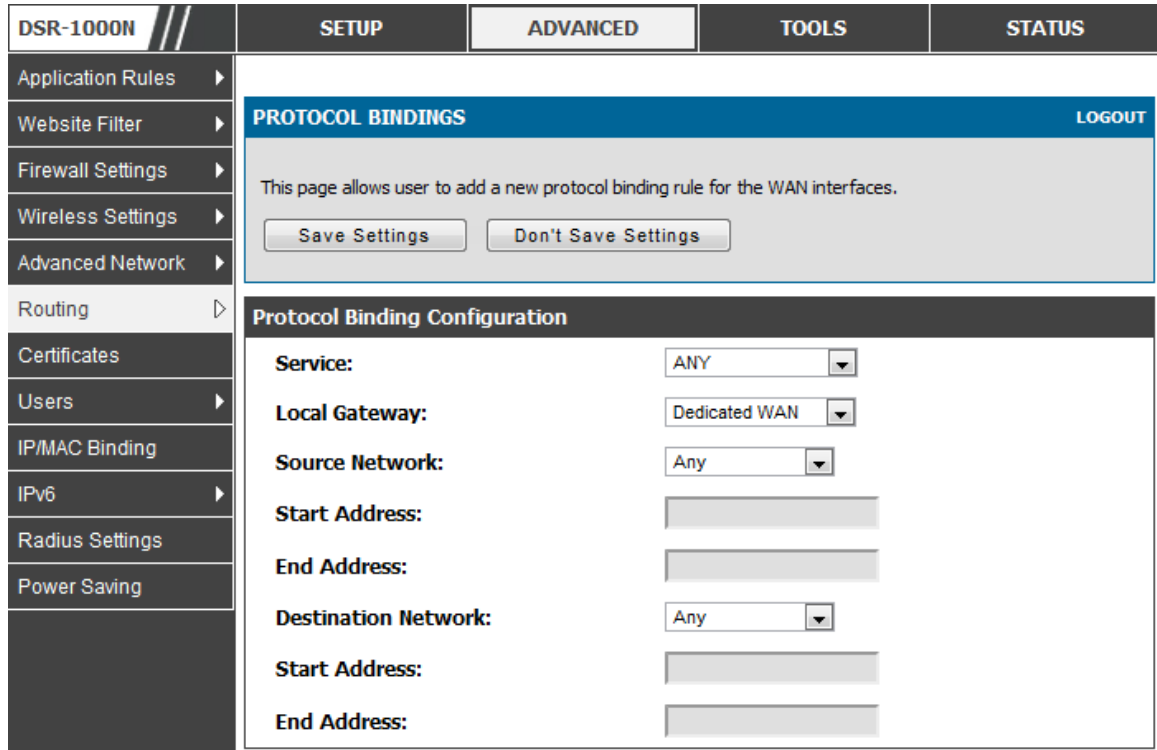 DSR-1000N
SETUP
ADVANCED
TOOLS
STATUS
Application Rules
Website Filter
Firewall Settings
Wireless Settings
Advanced Network
Routing
Certificates
Users
IP/MAC Binding
IPv6
Radius Settings
Power Saving
PROTOCOL BINDINGS
LOGOUT
This page allows user to add a new protocol binding rule for the WAN interfaces.
Save Settings
Don't Save Settings
Protocol Binding Configuration
Service: ANY
Local Gateway: Dedicated WAN
Source Network: Any
Start Address:
End Address:
Destination Network: Any
Start Address:
End Address: